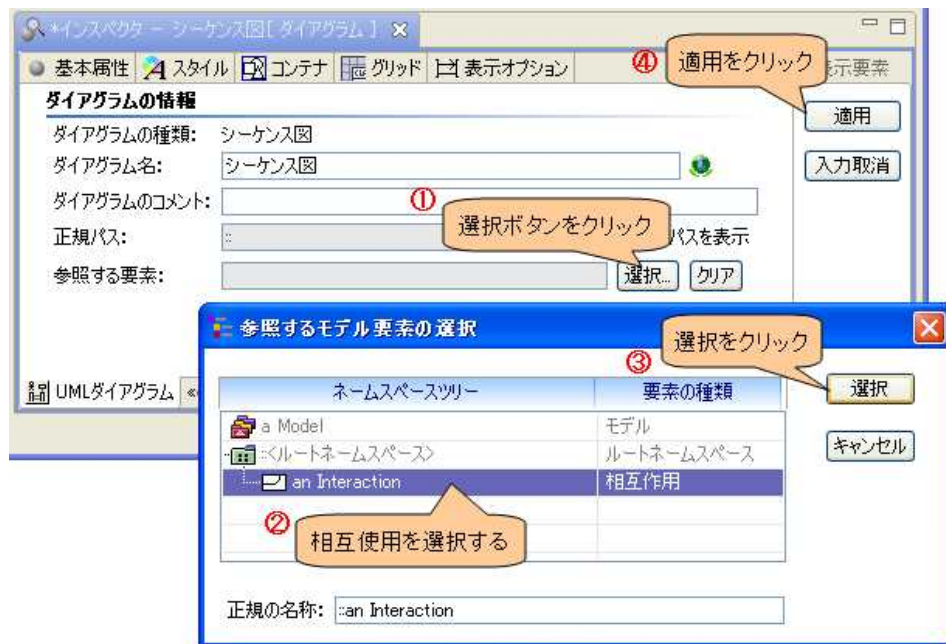 *インスペクター - シーケンス図[ダイアグラム]
基本属性 スタイル コンテナ グリッド 表示オプション
④ 適用をクリック
示要素
ダイアグラムの情報
適用
ダイアグラムの種類: シーケンス図
ダイアグラム名: シーケンス図
入力取消
ダイアグラムのコメント:
① 選択ボタンをクリック
正規パス: ::
パスを表示
参照する要素: 選択... クリア
参照するモデル要素の選択
③ 選択をクリック
UMLダイアグラム «
ネームスペースツリー 要素の種類
選択
a Model モデル
::<ルートネームスペース> ルートネームスペース
キャンセル
an Interaction 相互作用
② 相互使用を選択する
正規の名称: ::an Interaction